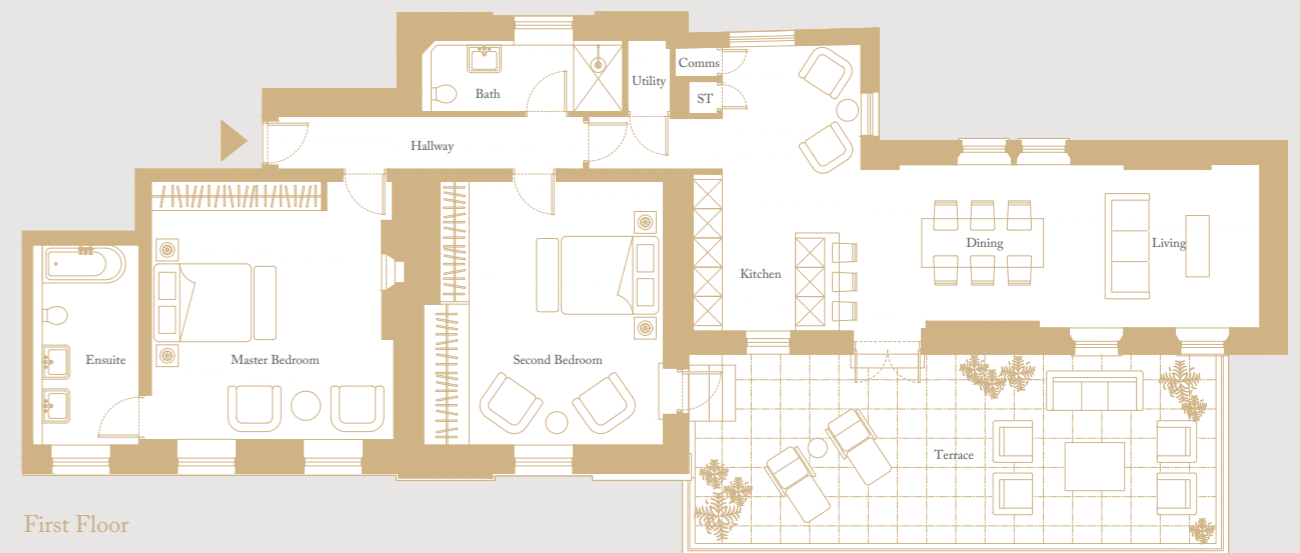 Comms
Utility
Bath
ST
Hallway
Dining
Living
Kitchen
Ensuite
Master Bedroom
Second Bedroom
Terrace
First Floor